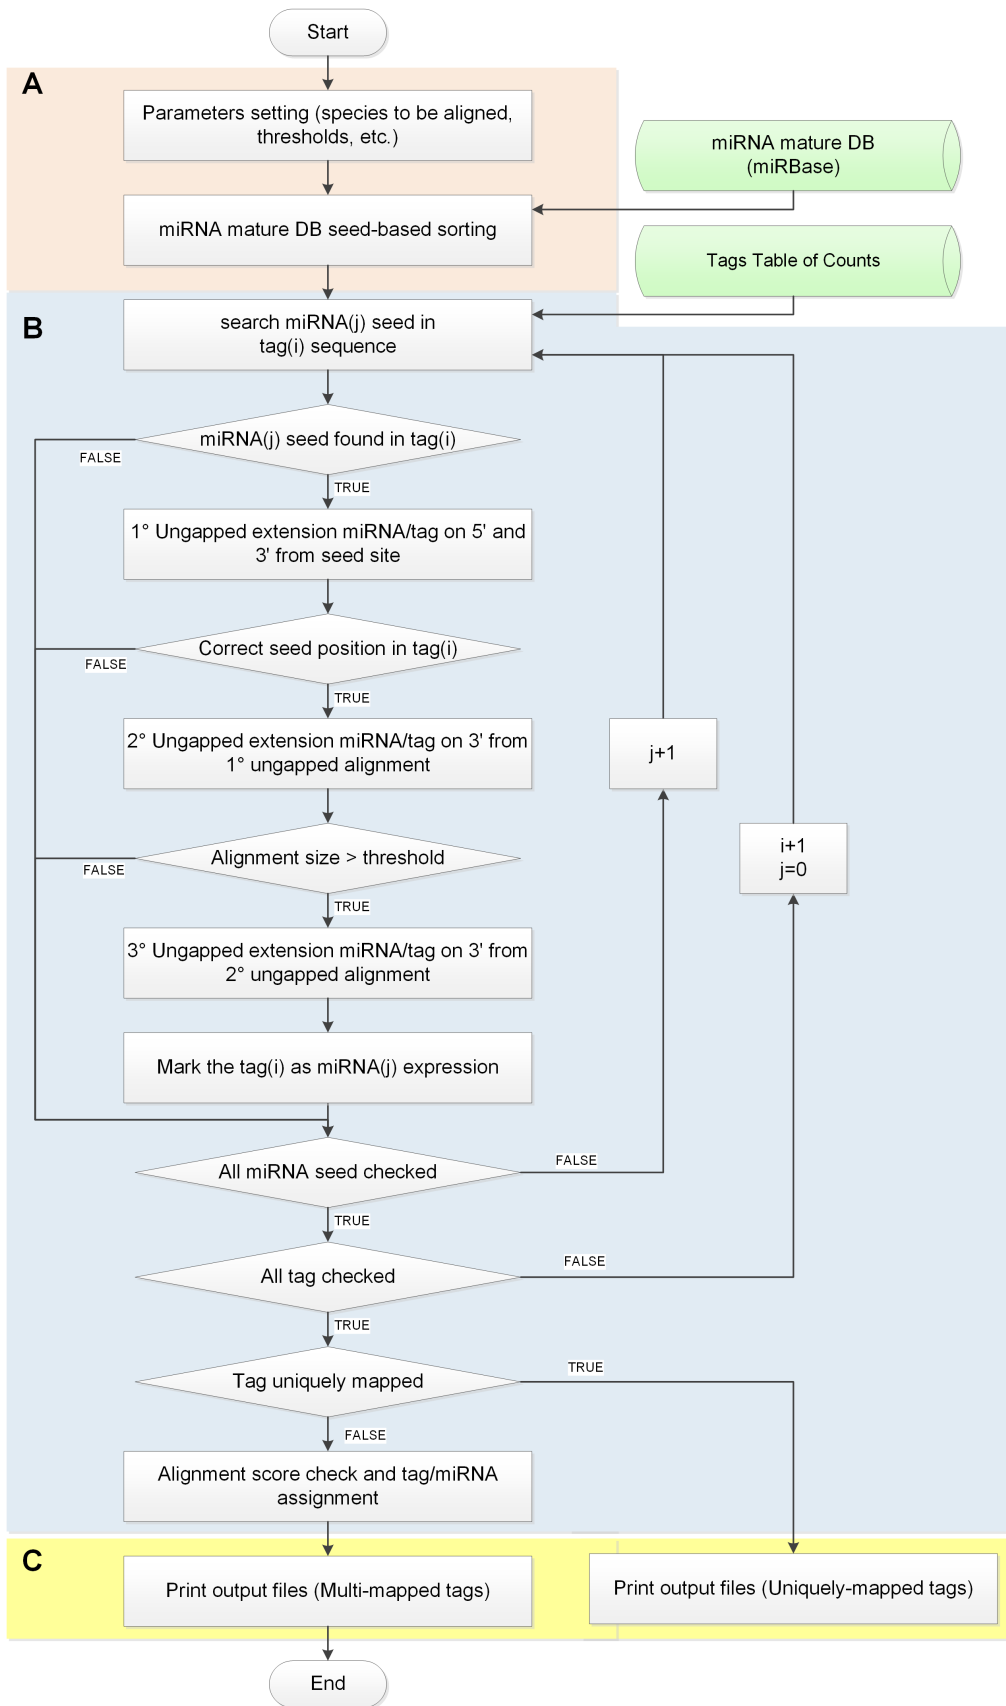 Start
A
Parameters setting (species to be aligned,
thresholds, etc.)
miRNA mature DB
(miRBase)
miRNA mature DB seed-based sorting
Tags Table of Counts
B
search miRNA(j) seed in
tag(i) sequence
miRNA(j) seed found in tag(i)
FALSE
TRUE
1° Ungapped extension miRNA/tag on 5' and
3' from seed site
Correct seed position in tag(i)
FALSE
TRUE
2° Ungapped extension miRNA/tag on 3' from
1° ungapped alignment
j+1
Alignment size > threshold
FALSE
TRUE
i+1
j=0
3° Ungapped extension miRNA/tag on 3' from
2° ungapped alignment
Mark the tag(i) as miRNA(j) expression
All miRNA seed checked
FALSE
TRUE
All tag checked
FALSE
TRUE
Tag uniquely mapped
TRUE
FALSE
Alignment score check and tag/miRNA
assignment
C
Print output files (Multi-mapped tags)
Print output files (Uniquely-mapped tags)
End